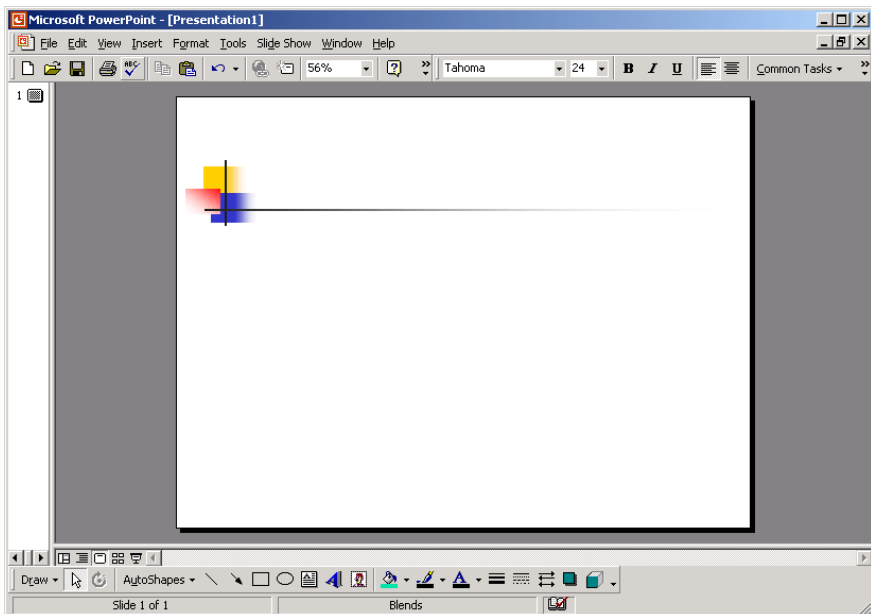 Microsoft PowerPoint - [Presentation1]
File Edit View Insert Format Tools Slide Show Window Help
ABC 56% ? » Tahoma 24 B I U Common Tasks »
1
Draw AutoShapes A A
Slide 1 of 1 Blends